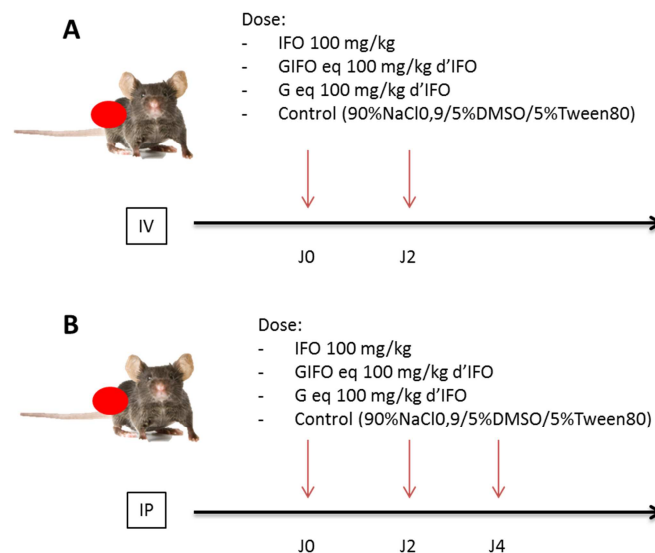 A
Dose:
- IFO 100 mg/kg
- GIFO eq 100 mg/kg d'IFO
- G eq 100 mg/kg d'IFO
- Control (90%NaCl0,9/5%DMSO/5%Tween80)
IV
J0 J2
B
Dose:
- IFO 100 mg/kg
- GIFO eq 100 mg/kg d'IFO
- G eq 100 mg/kg d'IFO
- Control (90%NaCl0,9/5%DMSO/5%Tween80)
IP
J0 J2 J4